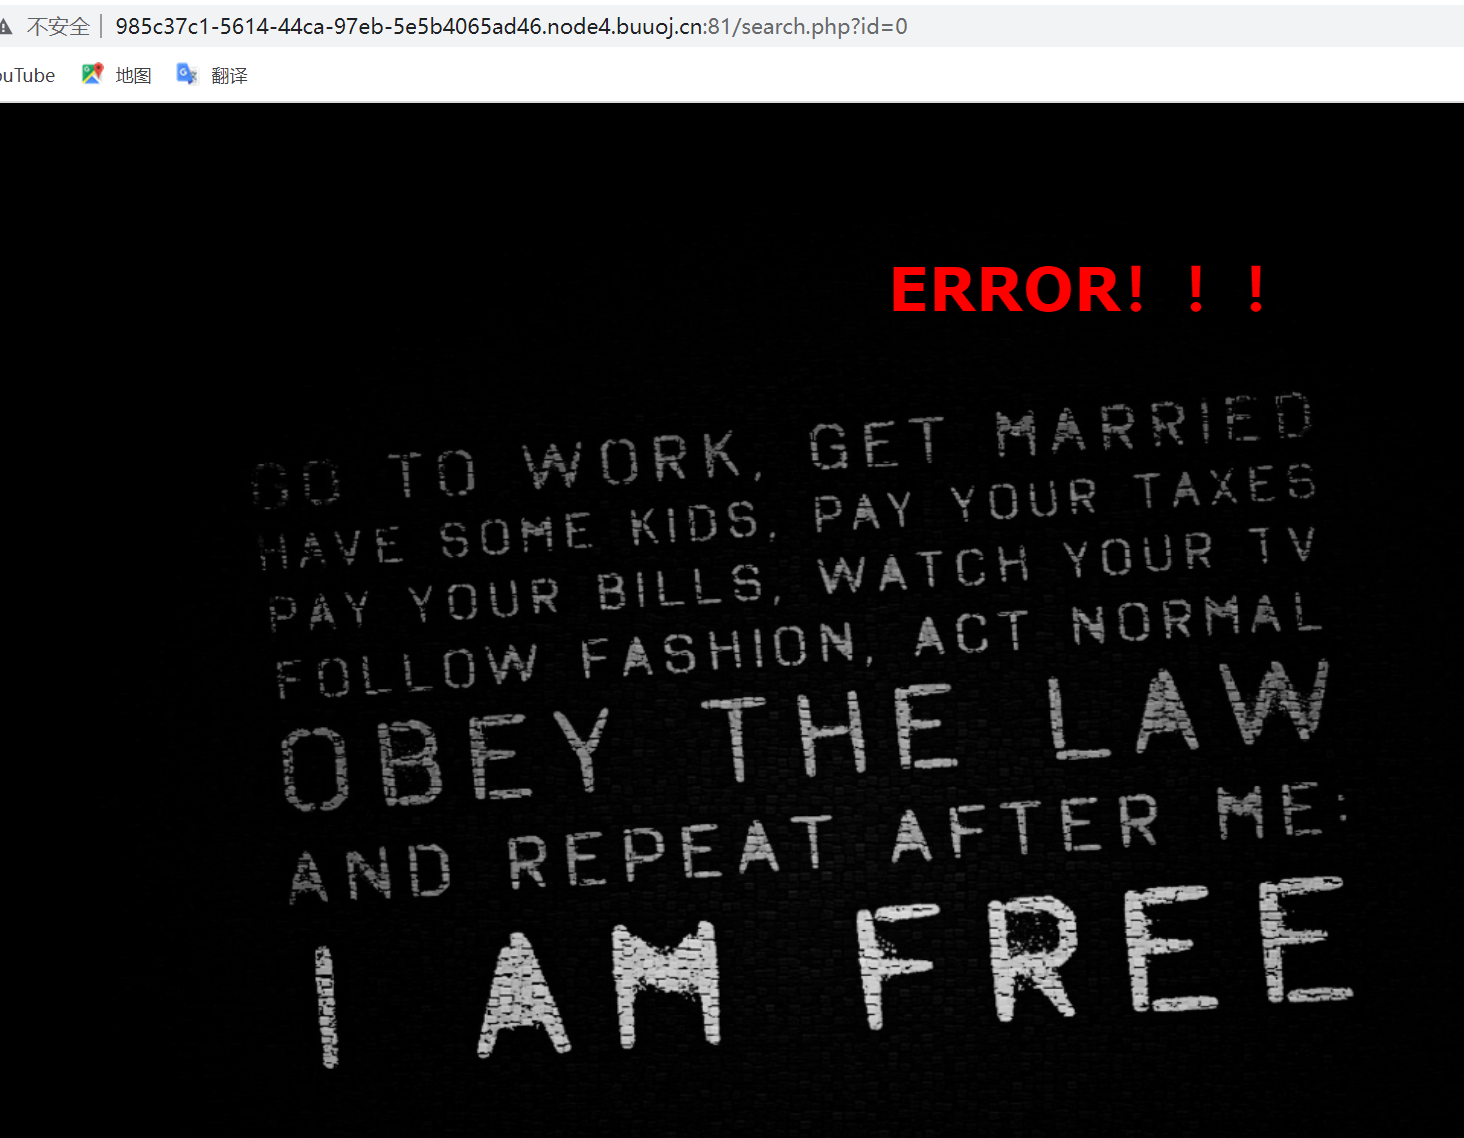 不安全 985c37c1-5614-44ca-97eb-5e5b4065ad46.node4.buuoj.cn:81/search.php?id=0
ouTube 地图 翻译
ERROR！！！
GO TO WORK, GET MARRIED
HAVE SOME KIDS, PAY YOUR TAXES
PAY YOUR BILLS, WATCH YOUR TV
FOLLOW FASHION, ACT NORMAL
OBEY THE LAW
AND REPEAT AFTER ME:
I AM FREE